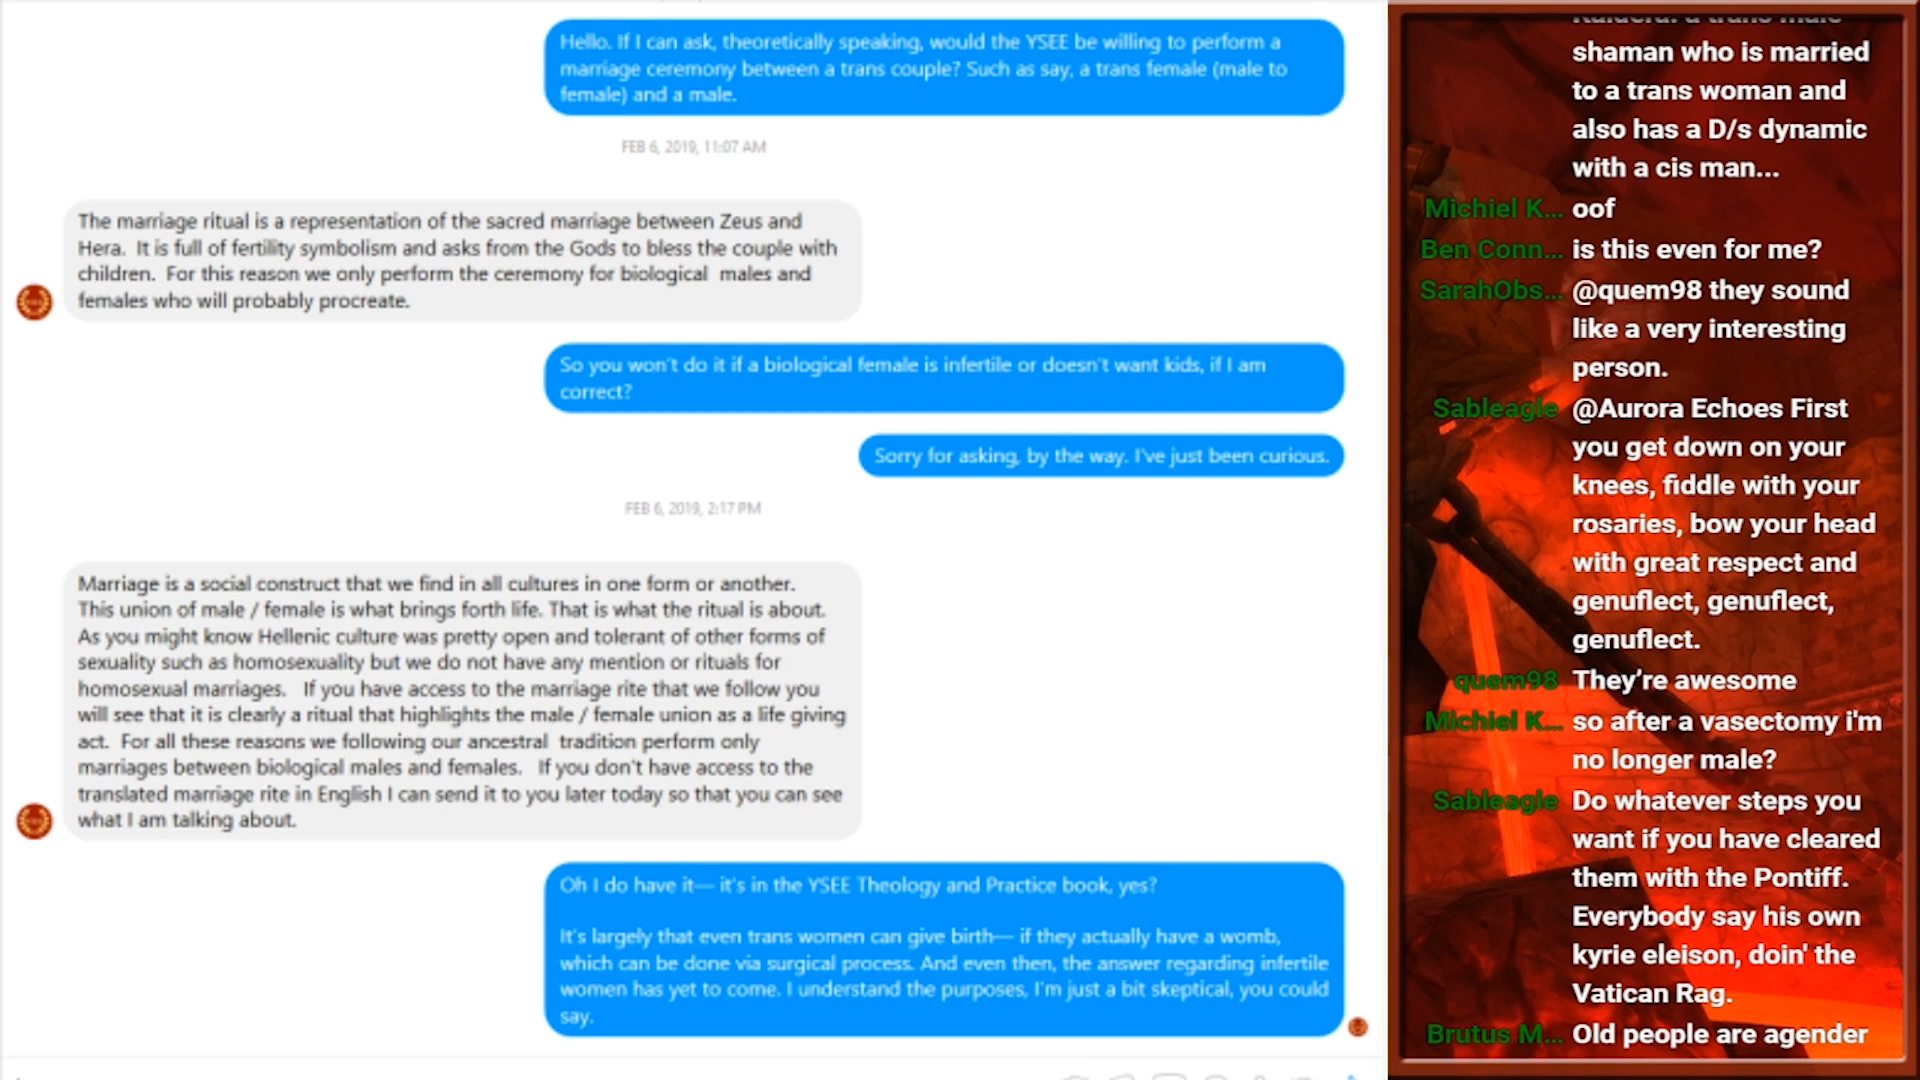 Hello. If I can ask, theoretically speaking, would the YSEE be willing to perform a
marriage ceremony between a trans couple? Such as say, a trans female (male to
female) and a male.
FEB 6, 2019, 11:07 AM
The marriage ritual is a representation of the sacred marriage between Zeus and
Hera.  It is full of fertility symbolism and asks from the Gods to bless the couple with
children.  For this reason we only perform the ceremony for biological  males and
females who will probably procreate.
So you won't do it if a biological female is infertile or doesn't want kids, if I am
correct?
Sorry for asking, by the way. I've just been curious.
FEB 6, 2019, 2:17 PM
Marriage is a social construct that we find in all cultures in one form or another.
This union of male / female is what brings forth life. That is what the ritual is about.
As you might know Hellenic culture was pretty open and tolerant of other forms of
sexuality such as homosexuality but we do not have any mention or rituals for
homosexual marriages.   If you have access to the marriage rite that we follow you
will see that it is clearly a ritual that highlights the male / female union as a life giving
act.  For all these reasons we following our ancestral  tradition perform only
marriages between biological males and females.   If you don't have access to the
translated marriage rite in English I can send it to you later today so that you can see
what I am talking about.
Oh I do have it— it's in the YSEE Theology and Practice book, yes?
It's largely that even trans women can give birth— if they actually have a womb,
which can be done via surgical process. And even then, the answer regarding infertile
women has yet to come. I understand the purposes, I'm just a bit skeptical, you could
say.
shaman who is married
to a trans woman and
also has a D/s dynamic
with a cis man...
Michiel K... oof
Ben Conn... is this even for me?
SarahObs... @quem98 they sound
like a very interesting
person.
Sableagle @Aurora Echoes First
you get down on your
knees, fiddle with your
rosaries, bow your head
with great respect and
genuflect, genuflect,
genuflect.
quem98 They're awesome
Michiel K... so after a vasectomy i'm
no longer male?
Sableagle Do whatever steps you
want if you have cleared
them with the Pontiff.
Everybody say his own
kyrie eleison, doin' the
Vatican Rag.
Brutus M... Old people are agender